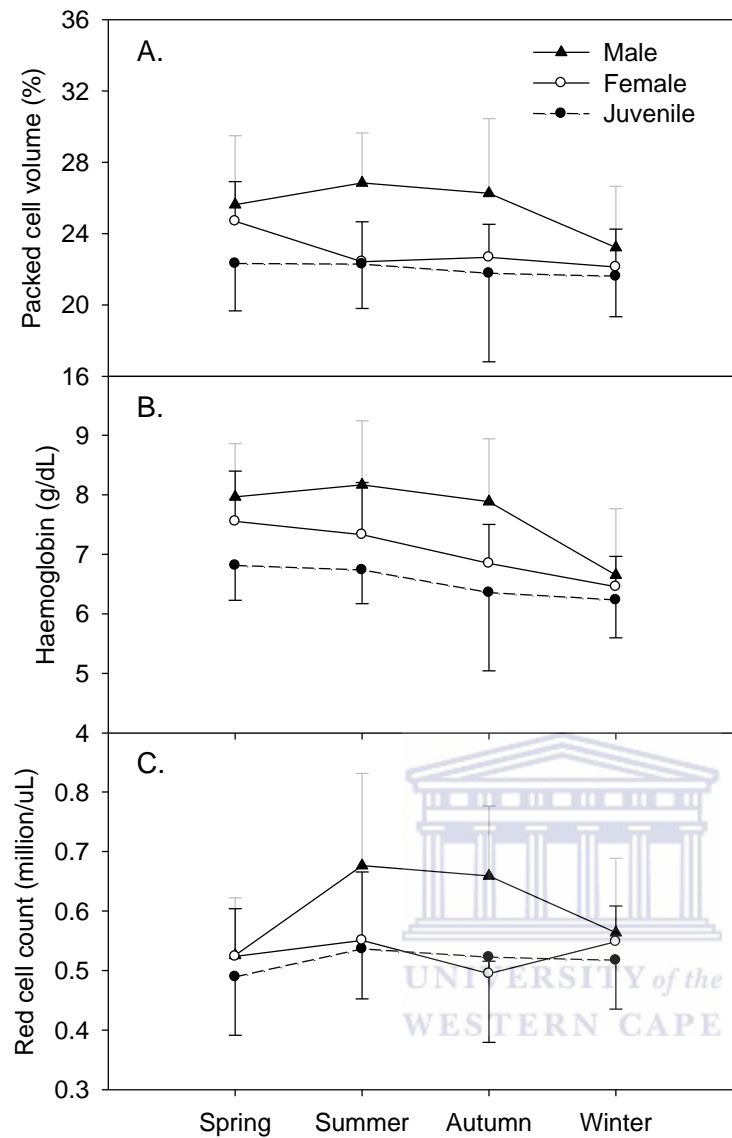 36
32
28
24
20
16
Packed cell volume (%)
A.
Male
Female
Juvenile
9
8
7
6
5
4
Haemoglobin (g/dL)
B.
0.8
0.7
0.6
0.5
0.4
0.3
Red cell count (million/uL)
C.
UNIVERSITY of the
WESTERN CAPE
Spring Summer Autumn Winter